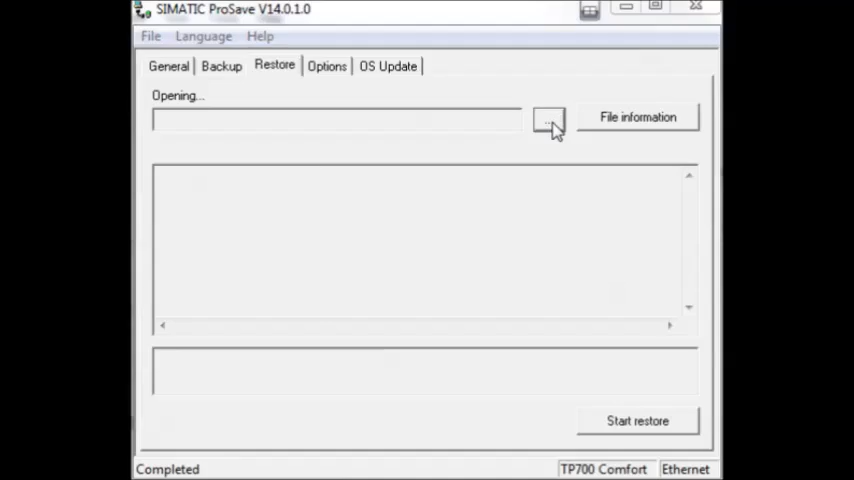 SIMATIC ProSave V14.0.1.0
File Language Help
General Backup Restore Options OS Update
Opening...
... File information
Start restore
Completed TP700 Comfort Ethernet